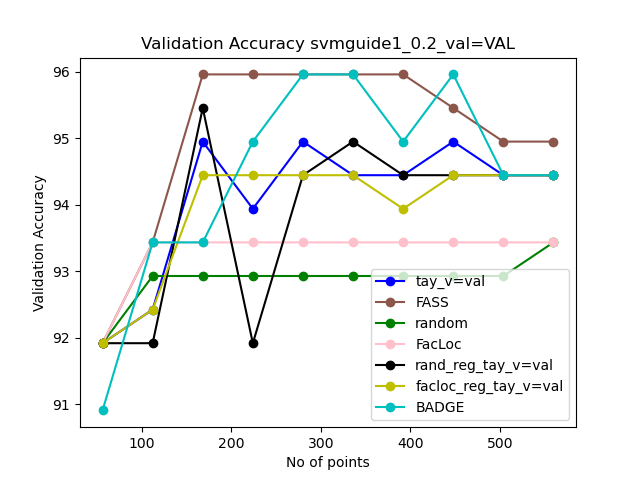 Validation Accuracy svmguide1_0.2_val=VAL
Validation Accuracy
96
95
94
93
92
91
100
200
300
400
500
No of points
tay_v=val
FASS
random
FacLoc
rand_reg_tay_v=val
facloc_reg_tay_v=val
BADGE